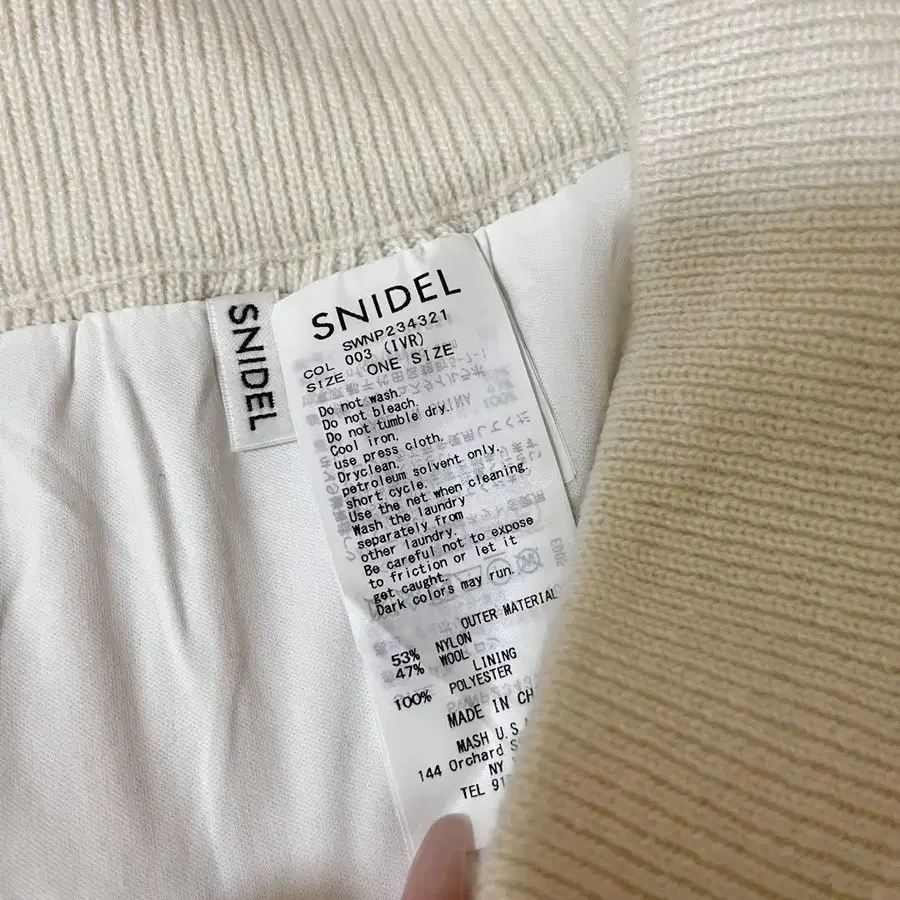 SNIDEL
SNIDEL
SWNP234321
COL 003 (IVR)
SIZE ONE SIZE
Do not wash.
Do not bleach.
Do not tumble dry.
Cool iron.
use press cloth.
Dryclean.
petroleum solvent only.
short cycle.
Use the net when cleaning.
Wash the laundry
separately from
other laundry.
Be careful not to expose
to friction or let it
get caught.
Dark colors may run.
OUTER MATERIAL
53% NYLON
47% WOOL
LINING
100% POLYESTER
MADE IN CH
MASH U.S
144 Orchard S
NY
TEL 91